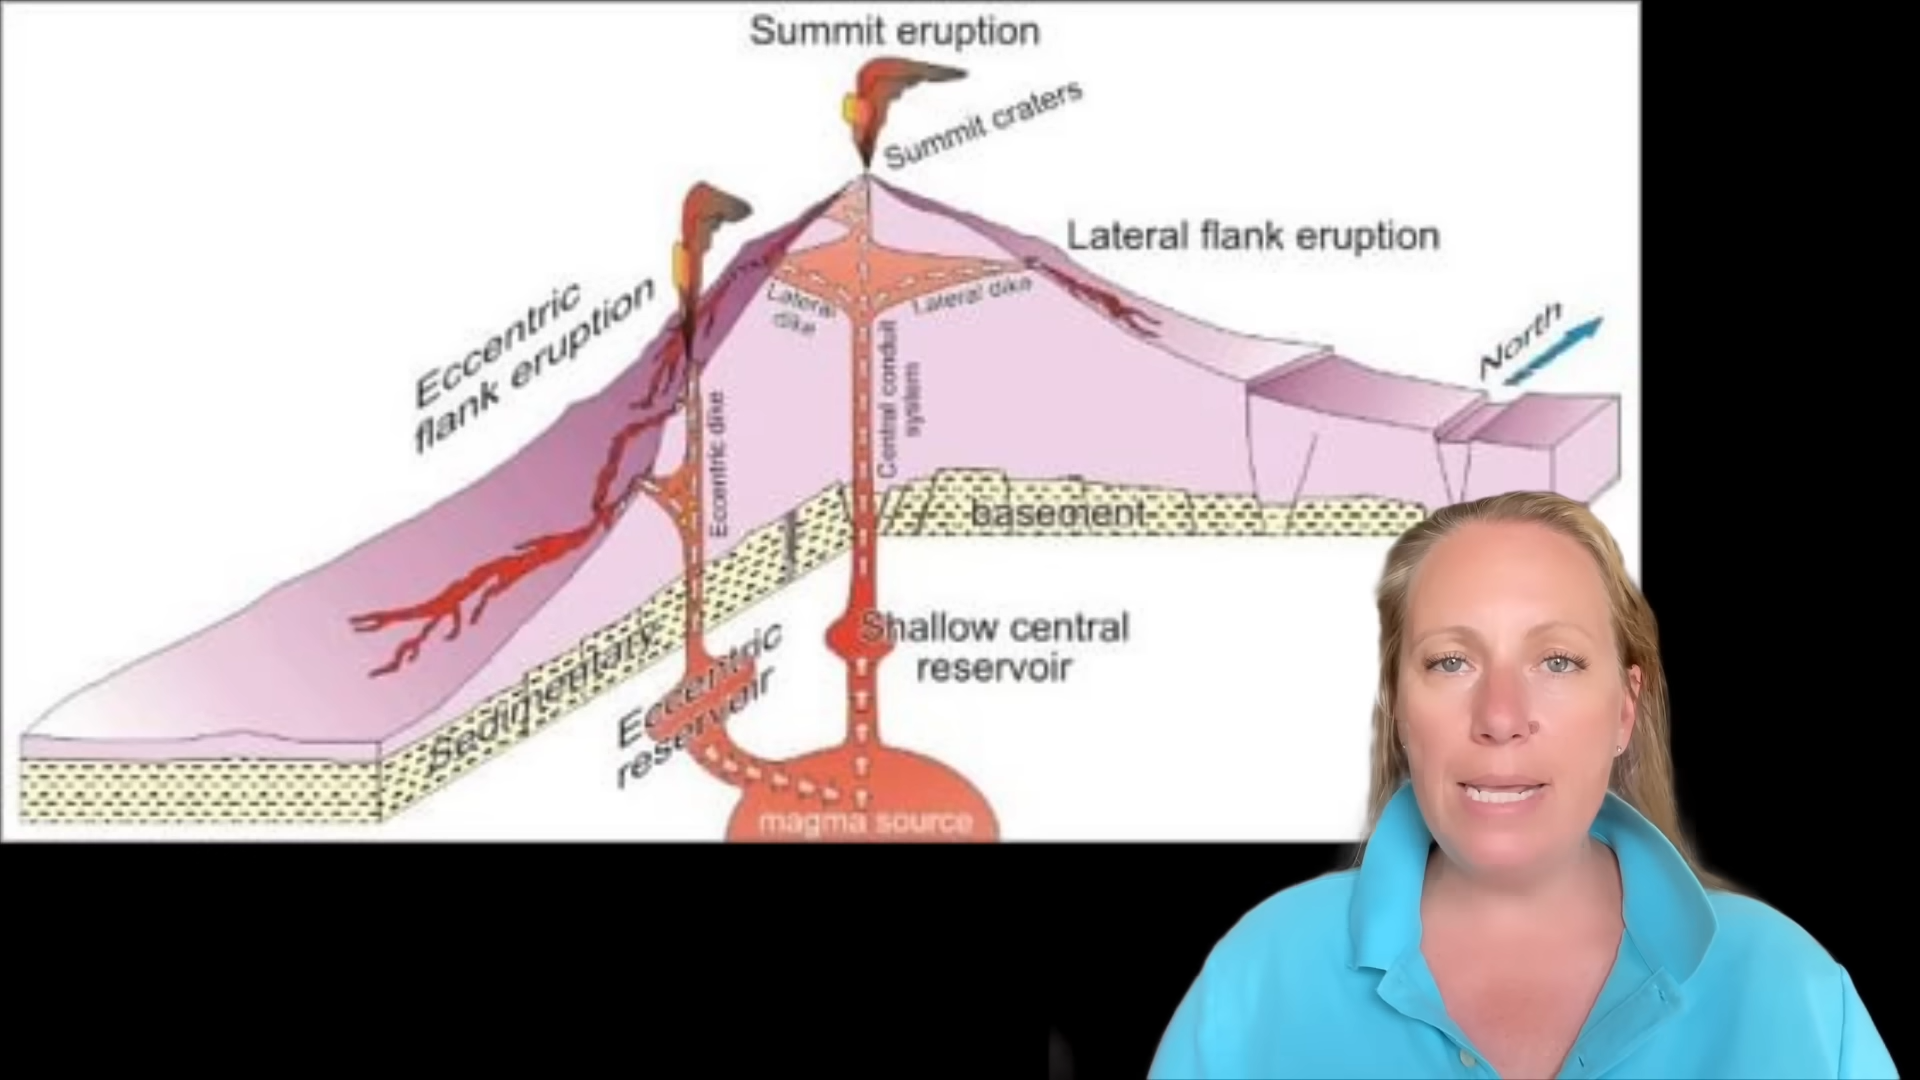 Summit eruption
Summit craters
Lateral flank eruption
Eccentric
flank eruption
North
Lateral
dike
Lateral dike
Central conduit
system
Eccentric dike
basement
Sedimentary
Shallow central
reservoir
Eccentric
reservoir
magma source